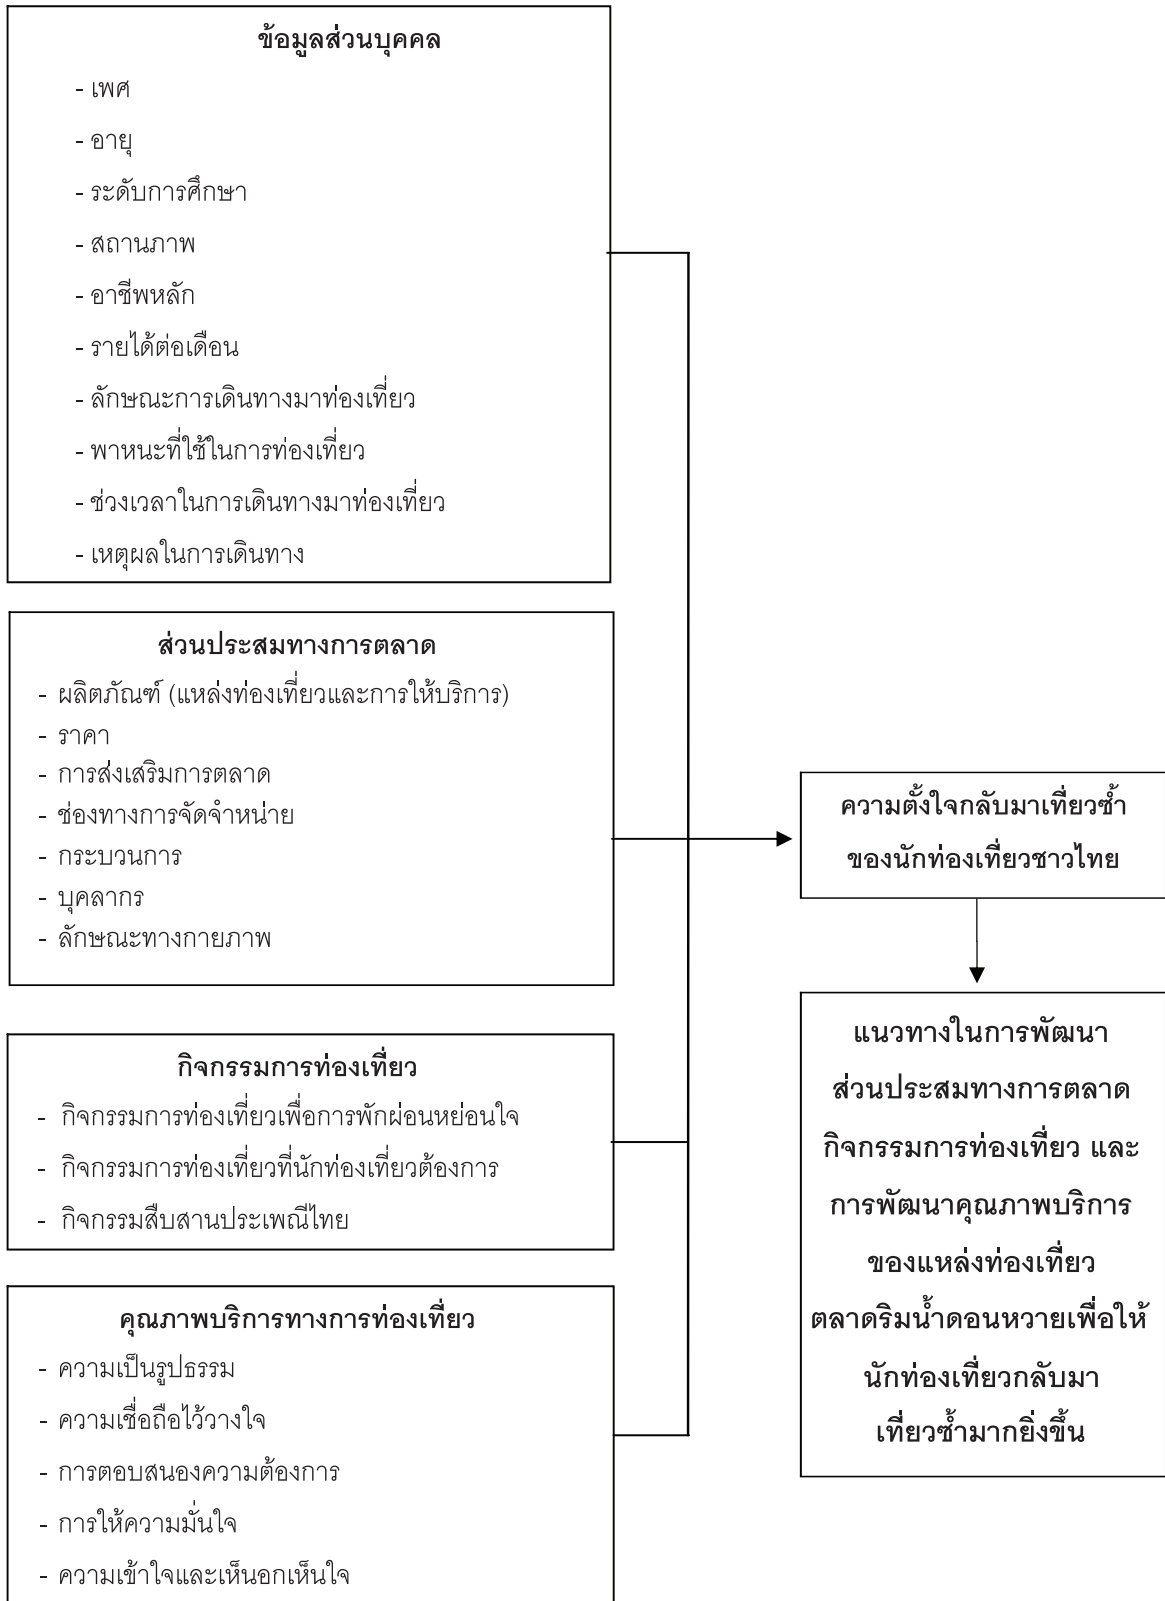 ข้อมูลส่วนบุคคล
- เพศ
- อายุ
- ระดับการศึกษา
- สถานภาพ
- อาชีพหลัก
- รายได้ต่อเดือน
- ลักษณะการเดินทางมาท่องเที่ยว
- พาหนะที่ใช้ในการท่องเที่ยว
- ช่วงเวลาในการเดินทางมาท่องเที่ยว
- เหตุผลในการเดินทาง
ส่วนประสมทางการตลาด
- ผลิตภัณฑ์ (แหล่งท่องเที่ยวและการให้บริการ)
- ราคา
- การส่งเสริมการตลาด
- ช่องทางการจัดจำหน่าย
- กระบวนการ
- บุคลากร
- ลักษณะทางกายภาพ
กิจกรรมการท่องเที่ยว
- กิจกรรมการท่องเที่ยวเพื่อการพักผ่อนหย่อนใจ
- กิจกรรมการท่องเที่ยวที่นักท่องเที่ยวต้องการ
- กิจกรรมสืบสานประเพณีไทย
คุณภาพบริการทางการท่องเที่ยว
- ความเป็นรูปธรรม
- ความเชื่อถือไว้วางใจ
- การตอบสนองความต้องการ
- การให้ความมั่นใจ
- ความเข้าใจและเห็นอกเห็นใจ
ความตั้งใจกลับมาเที่ยวซ้ำ
ของนักท่องเที่ยวชาวไทย
แนวทางในการพัฒนา
ส่วนประสมทางการตลาด
กิจกรรมการท่องเที่ยว และ
การพัฒนาคุณภาพบริการ
ของแหล่งท่องเที่ยว
ตลาดริมน้ำดอนหวายเพื่อให้
นักท่องเที่ยวกลับมา
เที่ยวซ้ำมากยิ่งขึ้น